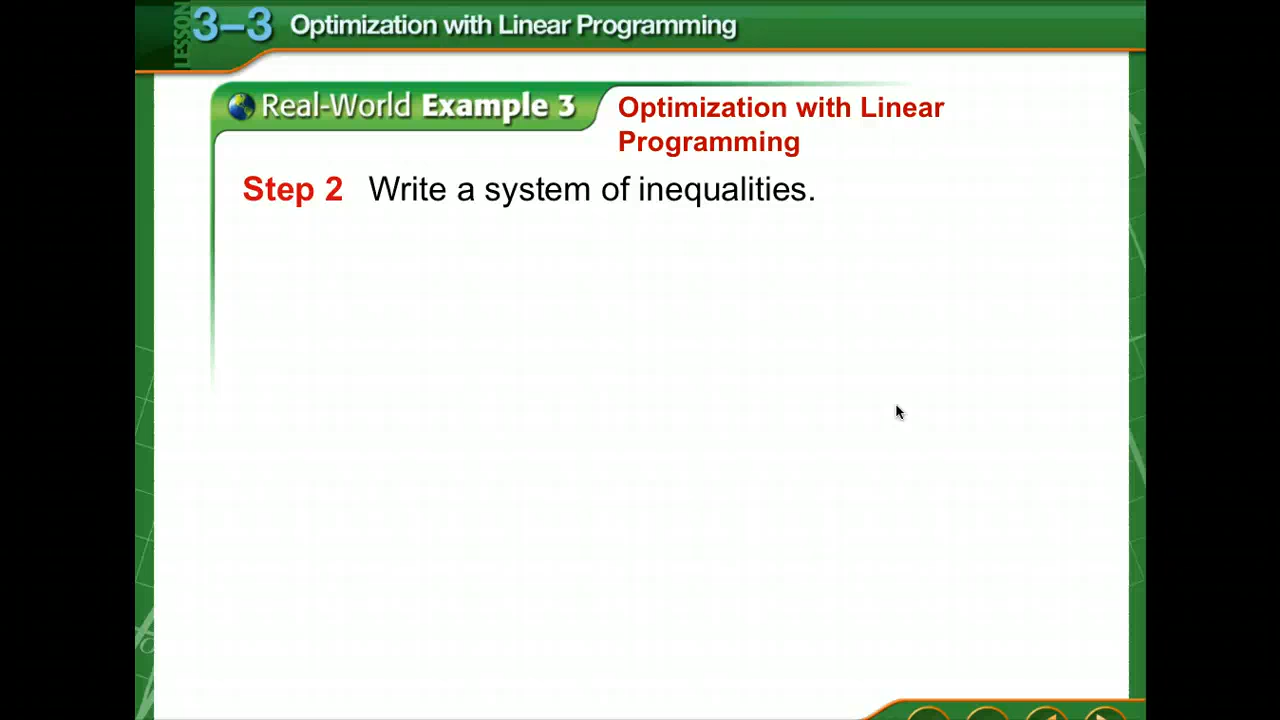 LESSON
3–3 Optimization with Linear Programming
Real-World Example 3
Optimization with Linear
Programming
Step 2 Write a system of inequalities.